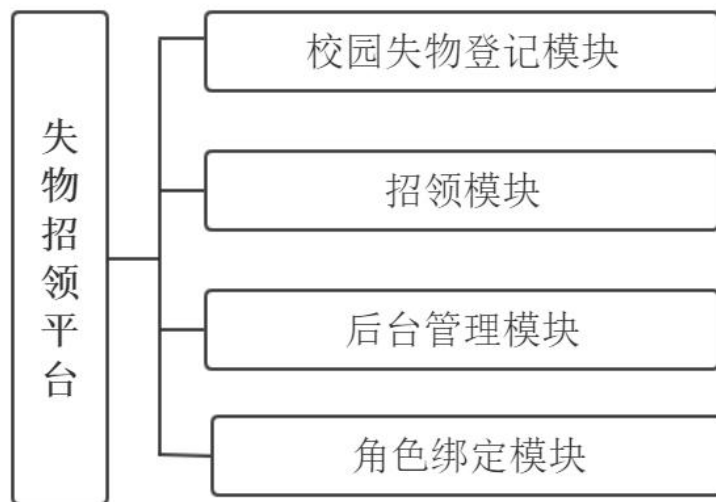 失物招领平台
校园失物登记模块
招领模块
后台管理模块
角色绑定模块